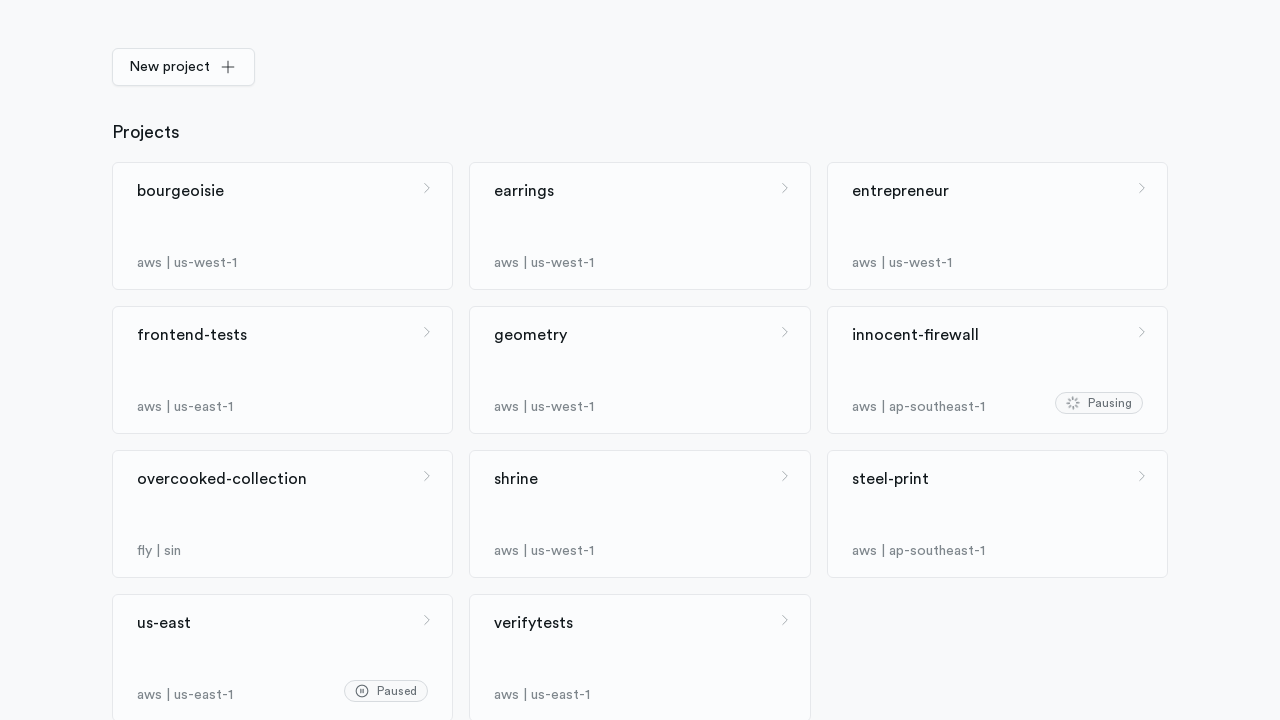 New project
Projects
bourgeoisie
aws | us-west-1
earrings
aws | us-west-1
entrepreneur
aws | us-west-1
frontend-tests
aws | us-east-1
geometry
aws | us-west-1
innocent-firewall
aws | ap-southeast-1
Pausing
overcooked-collection
fly | sin
shrine
aws | us-west-1
steel-print
aws | ap-southeast-1
us-east
aws | us-east-1
Paused
verifytests
aws | us-east-1